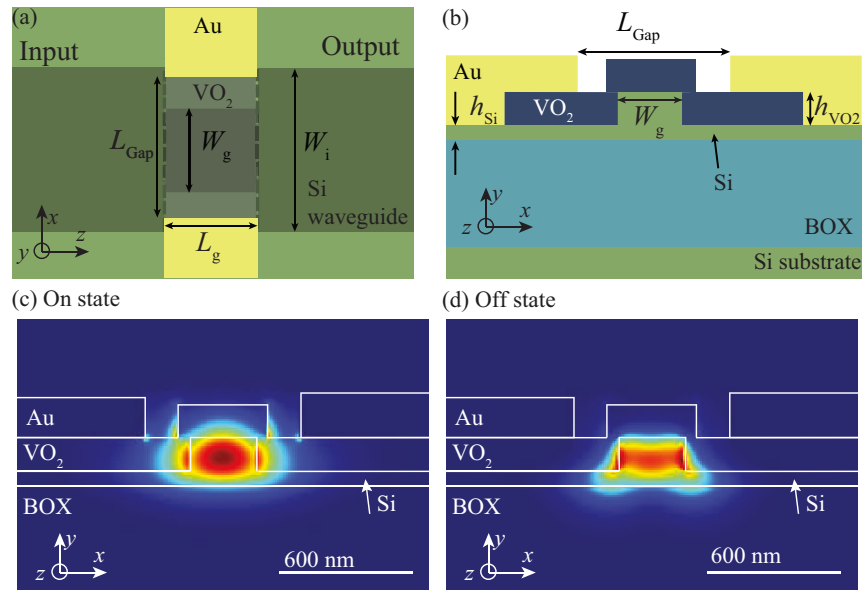 (a)
Au
Input
Output
VO2
LGap
Wg
Wi
Si
waveguide
x
z
y
Lg
(b)
LGap
Au
hSi
VO2
Wg
hVO2
Si
y
z
x
BOX
Si substrate
(c) On state
Au
VO2
BOX
Si
y
z
x
600 nm
(d) Off state
Au
VO2
BOX
Si
y
z
x
600 nm